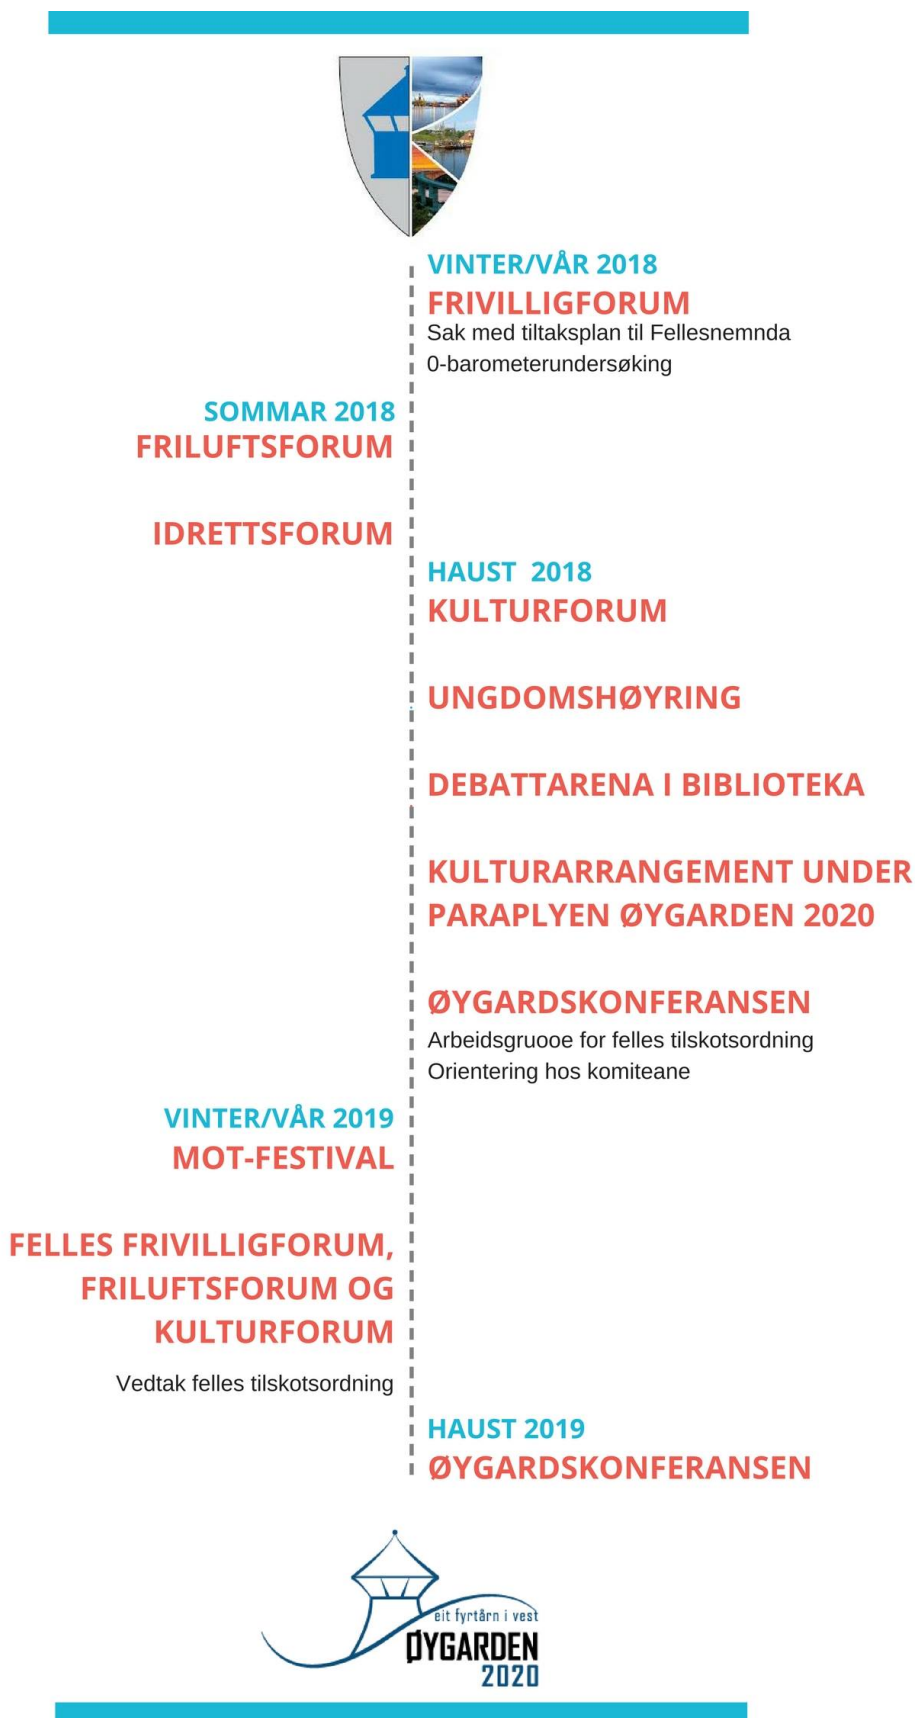 VINTER/VÅR 2018
FRIVILLIGFORUM
Sak med tiltaksplan til Fellesnemnda
0-barometerundersøking
SOMMAR 2018
FRILUFTSFORUM
IDRETTSFORUM
HAUST 2018
KULTURFORUM
UNGDOMSHØYRING
DEBATTARENA I BIBLIOTEKA
KULTURARRANGEMENT UNDER
PARAPLYEN ØYGARDEN 2020
ØYGARDSKONFERANSEN
Arbeidsgruooe for felles tilskotsordning
Orientering hos komiteane
VINTER/VÅR 2019
MOT-FESTIVAL
FELLES FRIVILLIGFORUM,
FRILUFTSFORUM OG
KULTURFORUM
Vedtak felles tilskotsordning
HAUST 2019
ØYGARDSKONFERANSEN
eit fyrtårn i vest
ØYGARDEN
2020